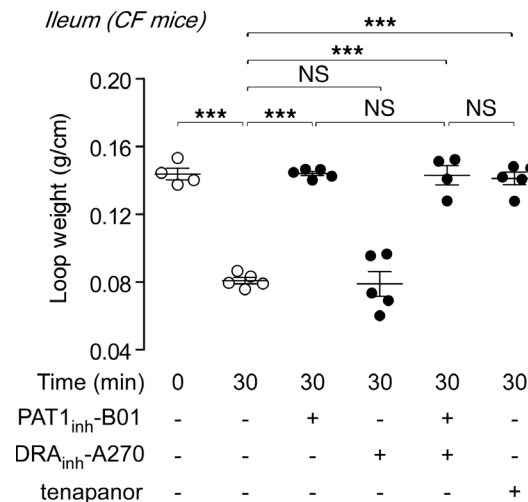 Ileum (CF mice)
***
***
NS
*** *** NS NS
Loop weight (g/cm)
0.20
0.16
0.12
0.08
0.04
Time (min) 0 30 30 30 30 30
PAT1inh-B01 - - + - + -
DRAinh-A270 - - - + + -
tenapanor - - - - - +